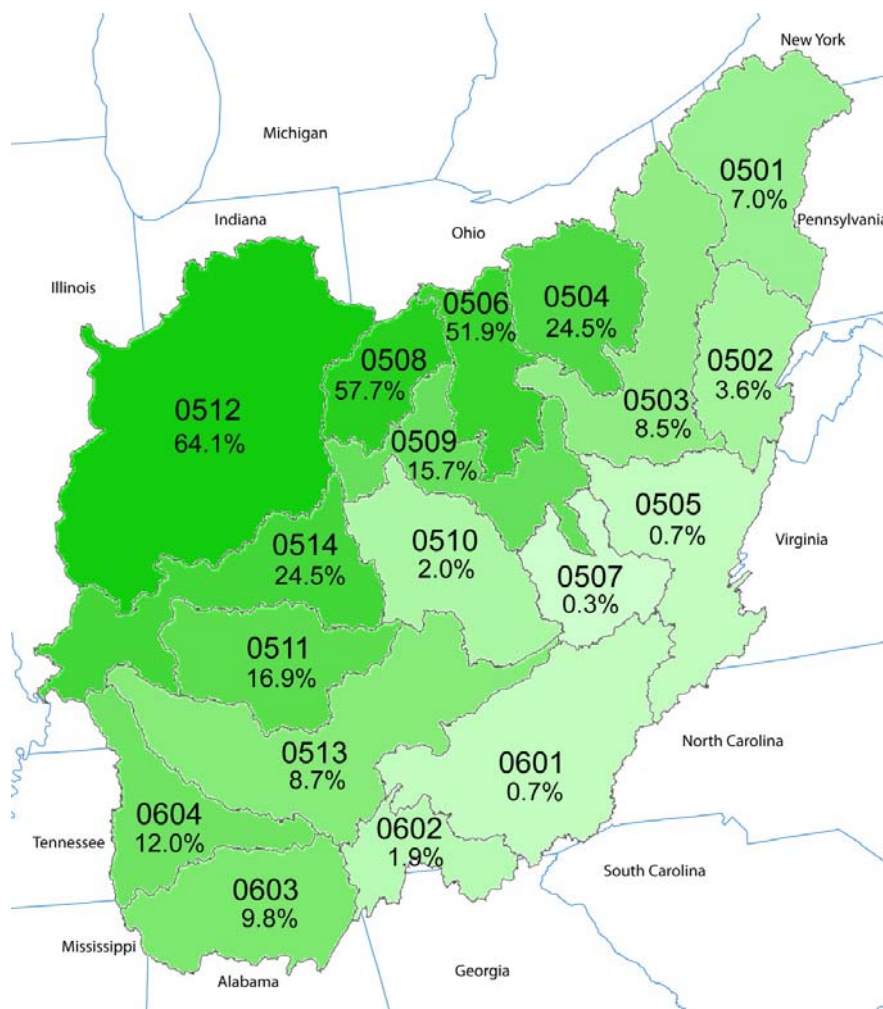 New York
Michigan
0501
7.0%
Pennsylvania
Indiana
Ohio
Illinois
0506
51.9%
0504
24.5%
0508
57.7%
0502
3.6%
0512
64.1%
0503
8.5%
0509
15.7%
0505
0.7%
Virginia
0514
24.5%
0510
2.0%
0507
0.3%
0511
16.9%
0513
8.7%
North Carolina
0601
0.7%
0604
12.0%
Tennessee
0602
1.9%
South Carolina
0603
9.8%
Mississippi
Alabama
Georgia